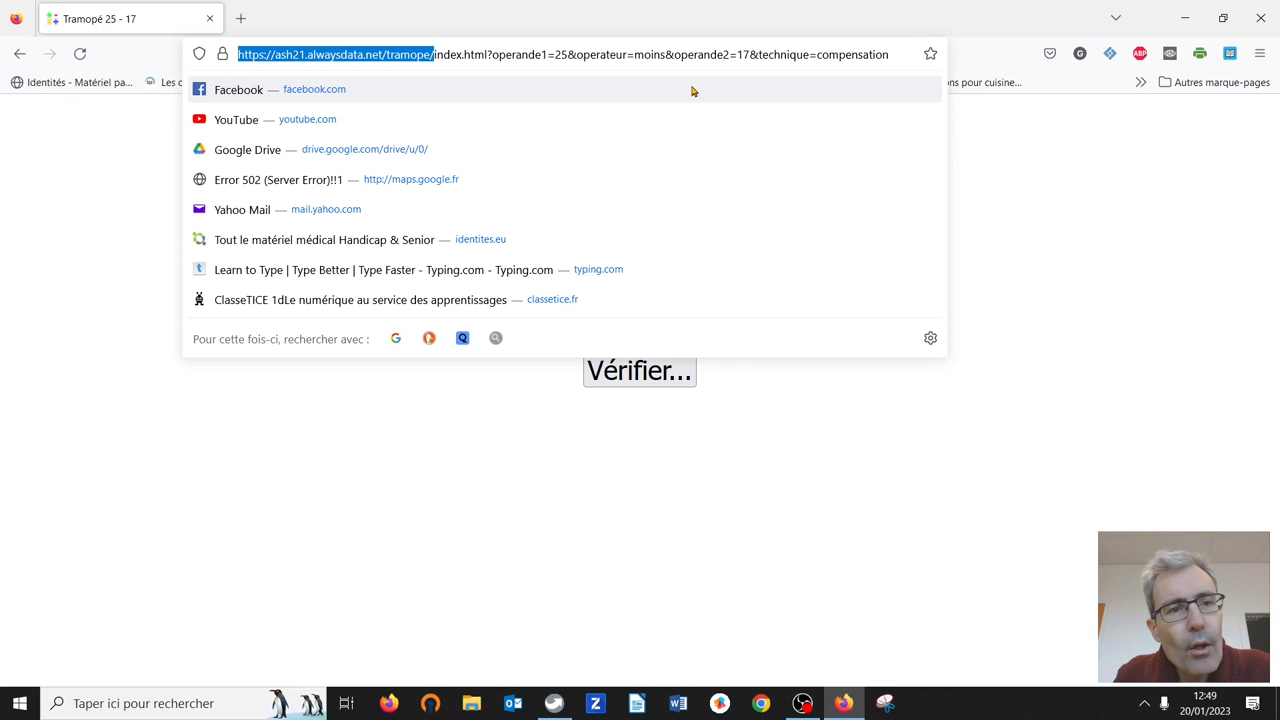 Tramopé 25 - 17
https://ash21.alwaysdata.net/tramope/index.html?operande1=25&operateur=moins&operande2=17&technique=compensation
Identités - Matériel pa...
Les c
ons pour cuisine...
Autres marque-pages
Facebook — facebook.com
YouTube — youtube.com
Google Drive — drive.google.com/drive/u/0/
Error 502 (Server Error)!!1 — http://maps.google.fr
Yahoo Mail — mail.yahoo.com
Tout le matériel médical Handicap & Senior — identites.eu
Learn to Type | Type Better | Type Faster - Typing.com - Typing.com — typing.com
ClasseTICE 1dLe numérique au service des apprentissages — classetice.fr
Pour cette fois-ci, rechercher avec :
Vérifier...
Taper ici pour rechercher
12:49
20/01/2023